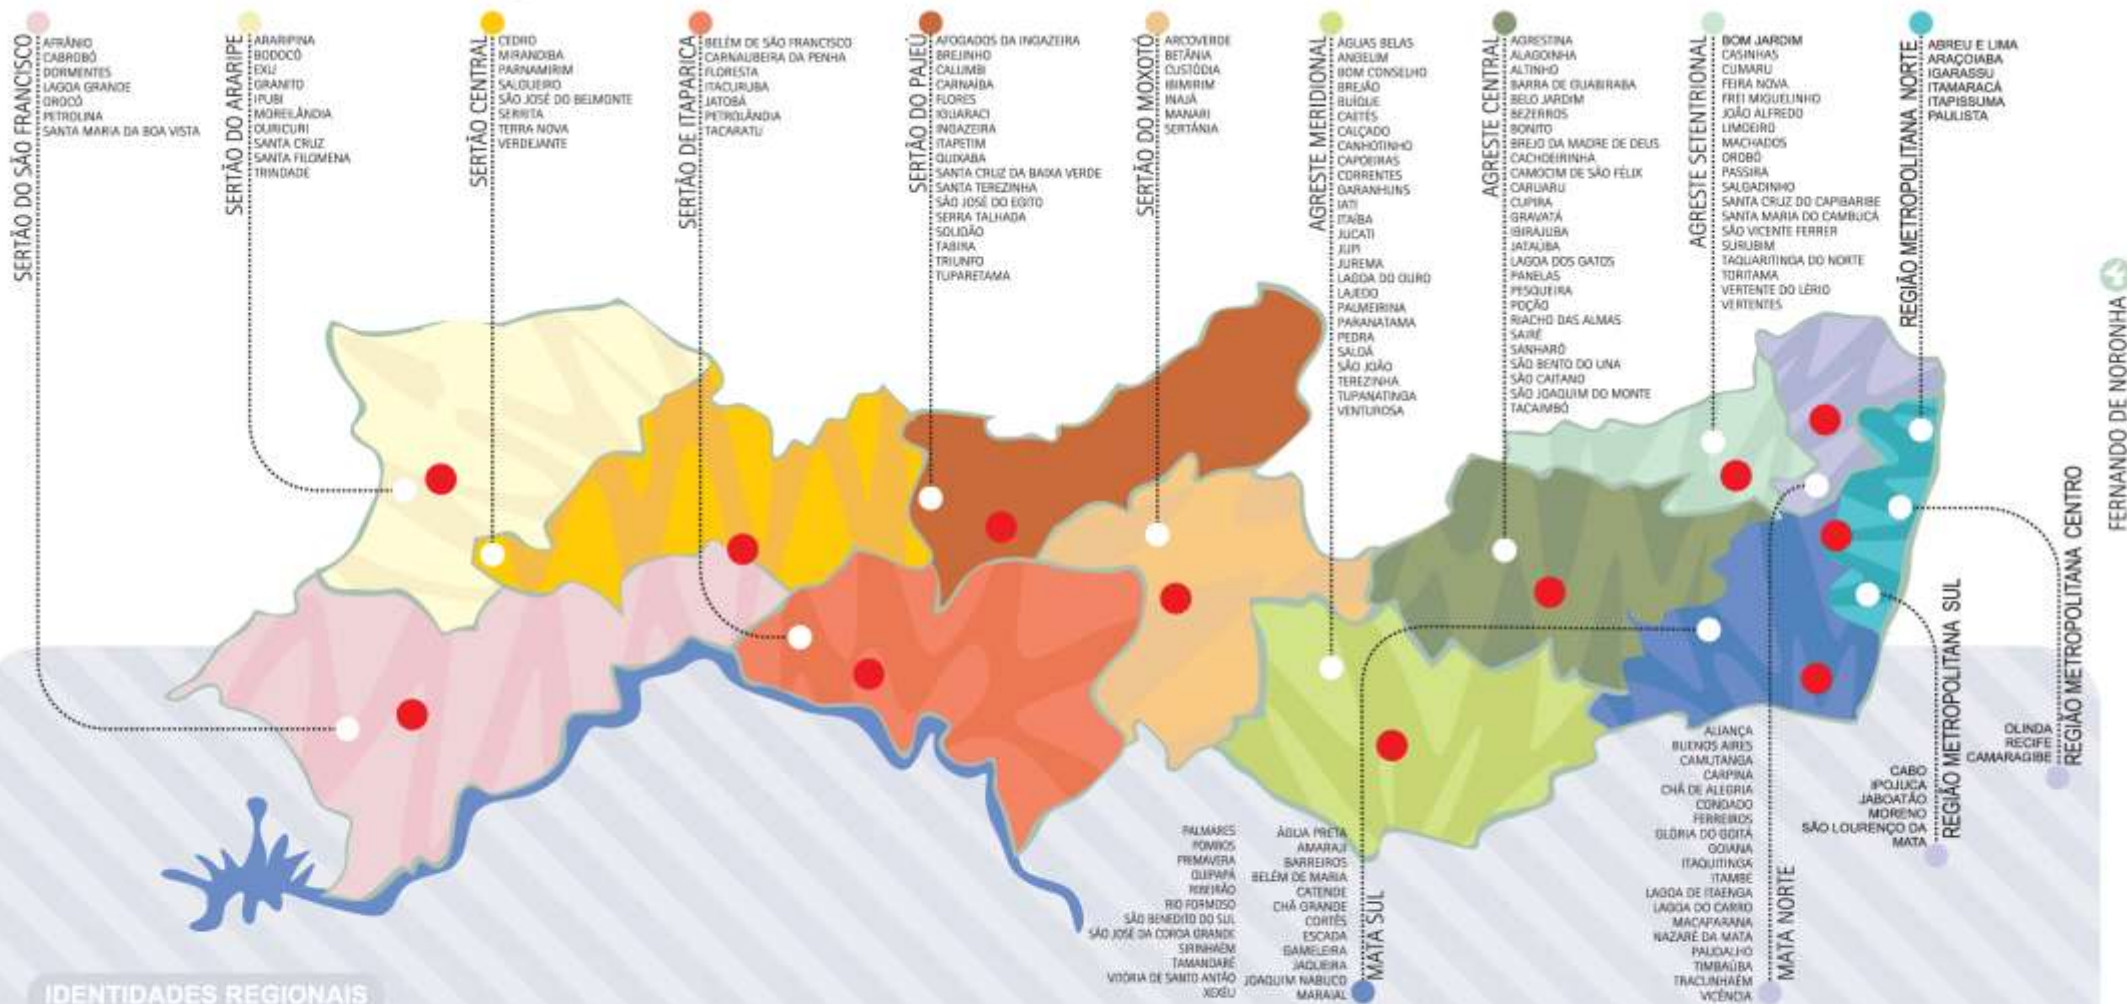 SERTÃO DO SÃO FRANCISCO
AFRÂNIO
CABROBÓ
DORMENTES
LAGOA GRANDE
OROCÓ
PETROLINA
SANTA MARIA DA BOA VISTA
SERTÃO DO ARARIPE
ARARIPINA
BODOCÓ
EXU
GRANITO
IPUBI
MOREILÂNDIA
OURICURI
SANTA CRUZ
SANTA FILOMENA
TRINDADE
SERTÃO CENTRAL
CEDRO
MIRANDIBA
PARNAMIRIM
SALGUEIRO
SÃO JOSÉ DO BELMONTE
SERRITA
TERRA NOVA
VERDEJANTE
SERTÃO DE ITAPARICA
BELÉM DE SÃO FRANCISCO
CARNAUBEIRA DA PENHA
FLORESTA
ITACURUBA
JATOBÁ
PETROLÂNDIA
TACARATU
SERTÃO DO PAJEÚ
AFOGADOS DA INGAZEIRA
BREJINHO
CALUMBI
CARNAÍBA
FLORES
IGUARACI
INGAZEIRA
ITAPETIM
QUIXABA
SANTA CRUZ DA BAIXA VERDE
SANTA TEREZINHA
SÃO JOSÉ DO EGITO
SERRA TALHADA
SOLIDÃO
TABIRA
TRIUNFO
TUPARETAMA
SERTÃO DO MOXOTÓ
ARCOVERDE
BETÂNIA
CUSTÓDIA
IBIMIRIM
INAJÁ
MANARI
SERTÂNIA
AGRESTE MERIDIONAL
ÁGUAS BELAS
ANGELIM
BOM CONSELHO
BREJÃO
BUÍQUE
CAETÉS
CALÇADO
CANHOTINHO
CAPOEIRAS
CORRENTES
GARANHUNS
IATI
ITAÍBA
JUCATI
JUPI
JUREMA
LAGOA DO OURO
LAJEDO
PALMEIRINA
PARANATAMA
PEDRA
SALOÁ
SÃO JOÃO
TEREZINHA
TUPANATINGA
VENTUROSA
AGRESTE CENTRAL
AGRESTINA
ALAGOINHA
ALTINHO
BARRA DE GUABIRABA
BELO JARDIM
BEZERROS
BONITO
BREJO DA MADRE DE DEUS
CACHOEIRINHA
CAMOCIM DE SÃO FÉLIX
CARUARU
CUPIRA
GRAVATÁ
IBIRAJUBA
JATAÚBA
LAGOA DOS GATOS
PANELAS
PESQUEIRA
POÇÃO
RIACHO DAS ALMAS
SAIRÉ
SANHARÓ
SÃO BENTO DO UNA
SÃO CAITANO
SÃO JOAQUIM DO MONTE
TACAIMBÓ
AGRESTE SETENTRIONAL
BOM JARDIM
CASINHAS
CUMARU
FEIRA NOVA
FREI MIGUELINHO
JOÃO ALFREDO
LIMOEIRO
MACHADOS
OROBÓ
PASSIRA
SALGADINHO
SANTA CRUZ DO CAPIBARIBE
SANTA MARIA DO CAMBUCÁ
SÃO VICENTE FERRER
SURUBIM
TAQUARITINGA DO NORTE
TORITAMA
VERTENTE DO LÉRIO
VERTENTES
REGIÃO METROPOLITANA NORTE
ABREU E LIMA
ARAÇOIABA
IGARASSU
ITAMARACÁ
ITAPISSUMA
PAULISTA
FERNANDO DE NORONHA
REGIÃO METROPOLITANA CENTRO
OLINDA
RECIFE
CAMARAGIBE
REGIÃO METROPOLITANA SUL
CABO
IPOJUCA
JABOATÃO
MORENO
SÃO LOURENÇO DA
MATA
MATA NORTE
ALIANÇA
BUENOS AIRES
CAMUTANGA
CARPINA
CHÃ DE ALEGRIA
CONDADO
FERREIROS
GLÓRIA DO GOITÁ
GOIANA
ITAQUITINGA
ITAMBÉ
LAGOA DE ITAENGA
LAGOA DO CARRO
MACAPARANA
NAZARÉ DA MATA
PAUDALHO
TIMBAÚBA
TRACUNHAÉM
VICÊNCIA
MATA SUL
ÁGUA PRETA
AMARAJI
BARREIROS
BELÉM DE MARIA
CATENDE
CHÃ GRANDE
CORTÊS
ESCADA
GAMELEIRA
JAQUEIRA
JOAQUIM NABUCO
MARAIAL
PALMARES
POMBOS
PRIMAVERA
QUIPAPÁ
RIBEIRÃO
RIO FORMOSO
SÃO BENEDITO DO SUL
SÃO JOSÉ DA COROA GRANDE
SIRINHAÉM
TAMANDARÉ
VITÓRIA DE SANTO ANTÃO
XEXÉU
IDENTIDADES REGIONAIS